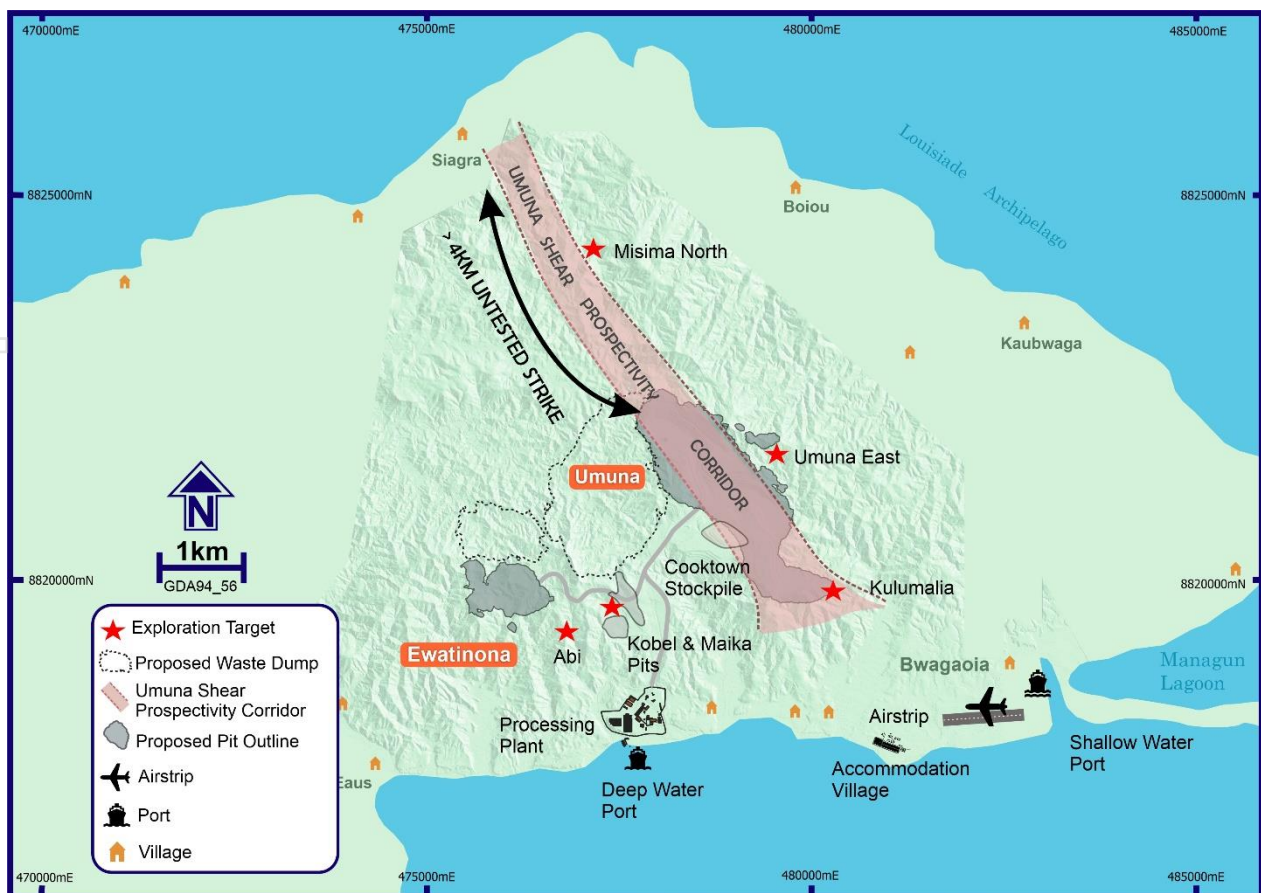 470000mE
475000mE
480000mE
485000mE
8825000mN
8825000mN
Siagra
Louisiade Archipelago
Boiou
UMUNA SHEAR PROSPECTIVITY CORRIDOR
Misima North
> 4KM UNTESTED STRIKE
Kaubwaga
Umuna East
Umuna
N
1km
GDA94_56
8820000mN
8820000mN
Cooktown
Stockpile
Kulumalia
Kobel & Maika
Pits
Abi
Ewatinona
Bwagaoia
Managun
Lagoon
Processing
Plant
Airstrip
Shallow Water
Port
Deep Water
Port
Accommodation
Village
Eaus
Exploration Target
Proposed Waste Dump
Umuna Shear
Prospectivity Corridor
Proposed Pit Outline
Airstrip
Port
Village
470000mE
475000mE
480000mE
485000mE